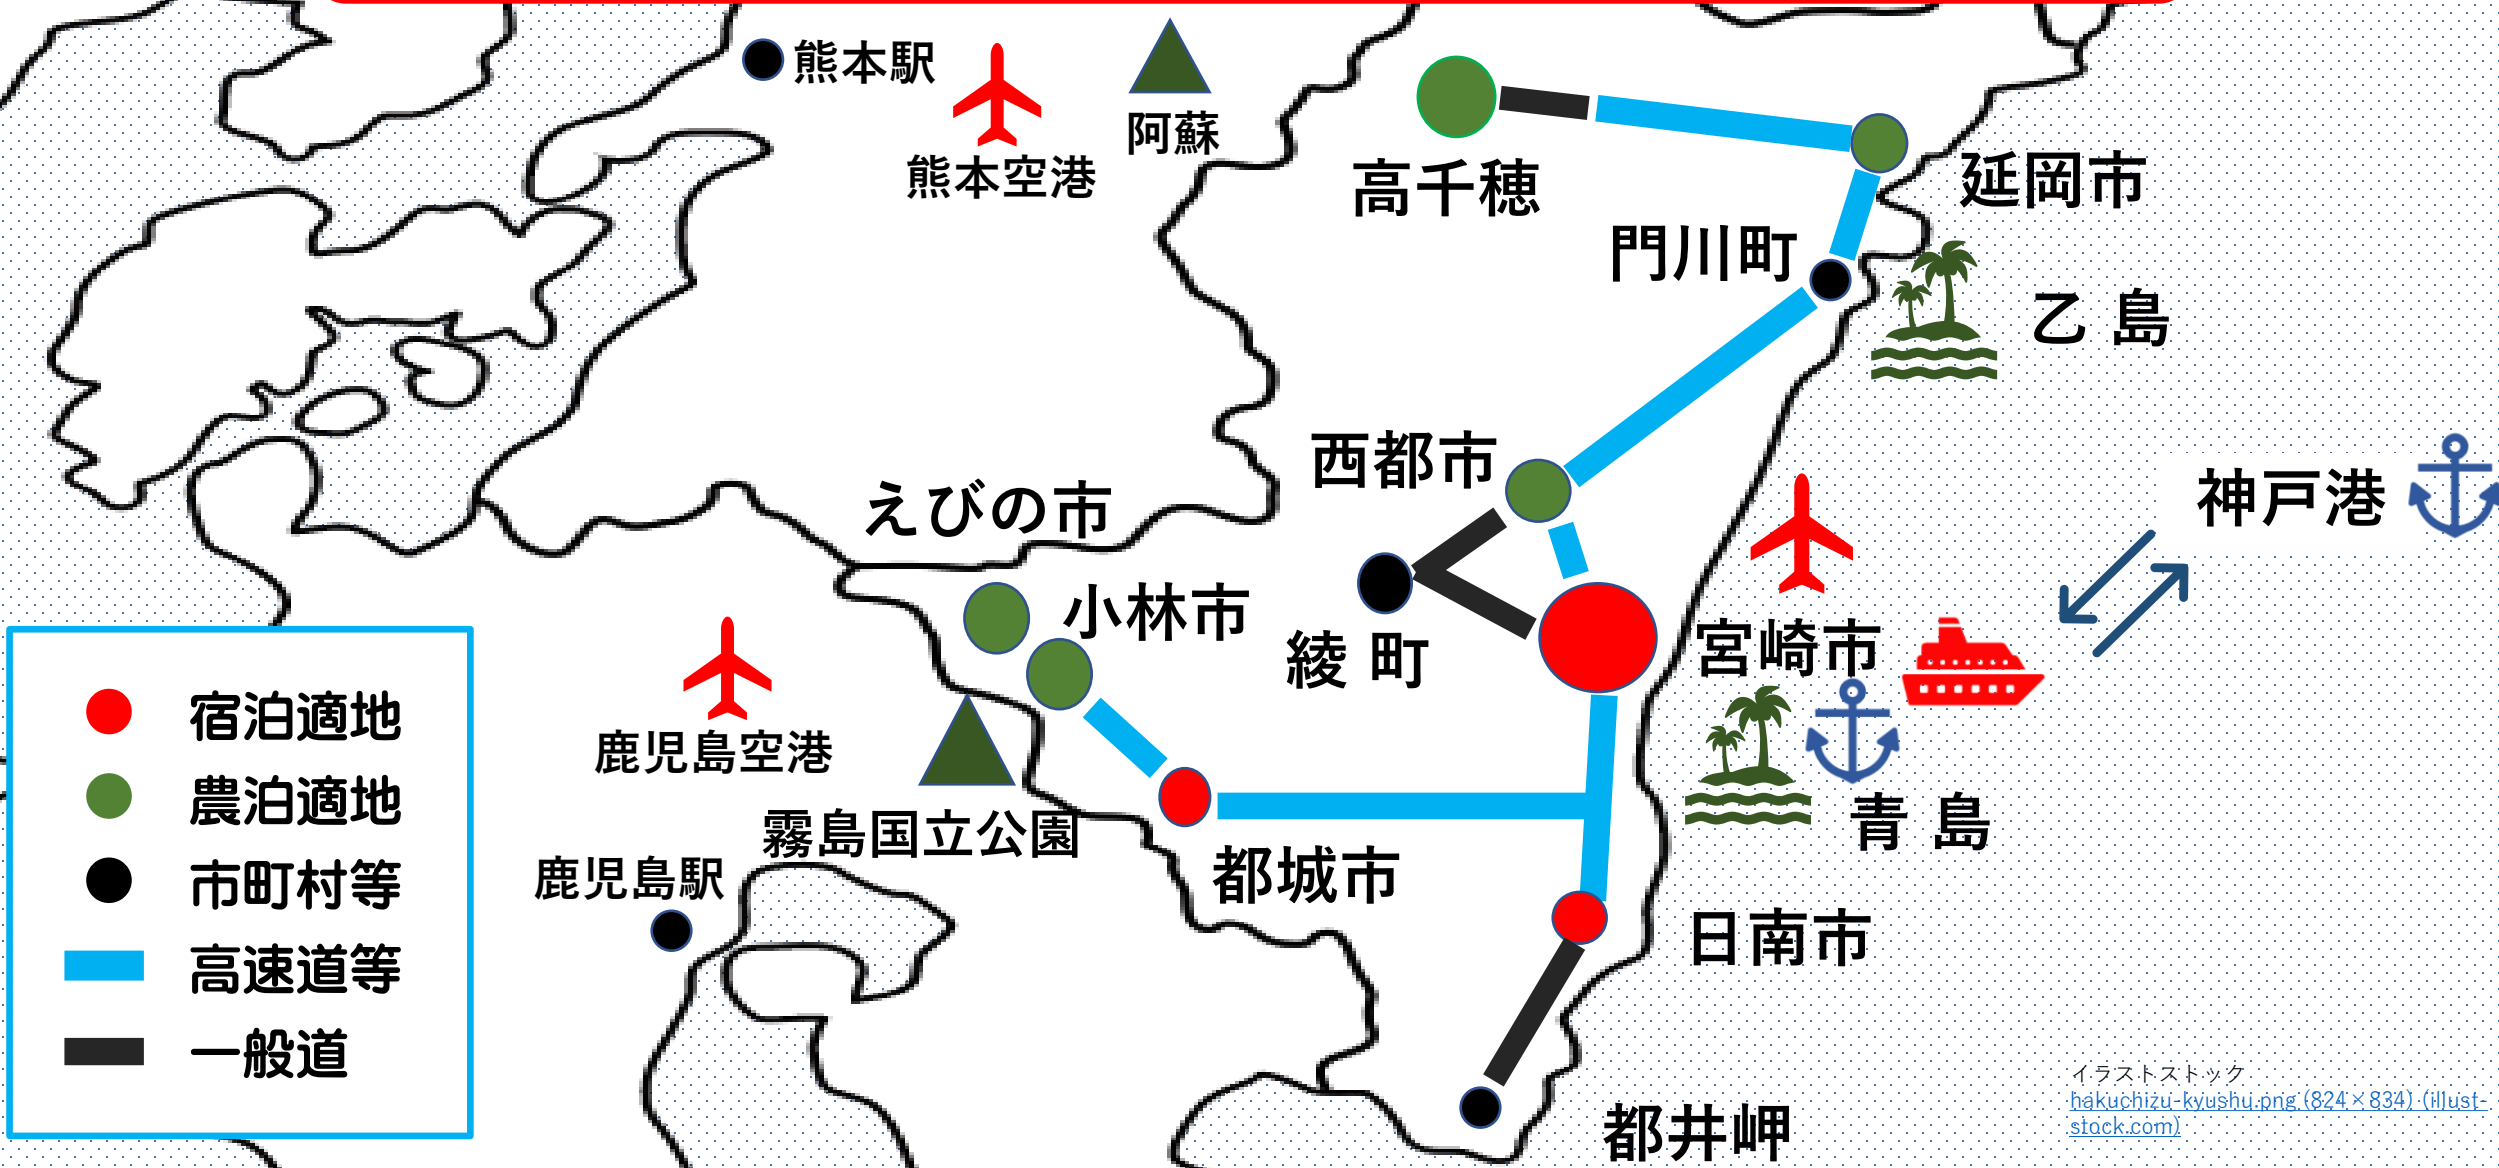 熊本駅
熊本空港
阿蘇
高千穂
延岡市
門川町
乙 島
西都市
神戸港
えびの市
小林市
綾 町
宮崎市
鹿児島空港
霧島国立公園
青 島
都城市
鹿児島駅
日南市
都井岬
宿泊適地
農泊適地
市町村等
高速道等
一般道
イラストストック
hakuchizu-kyushu.png (824×834) (illust-
stock.com)